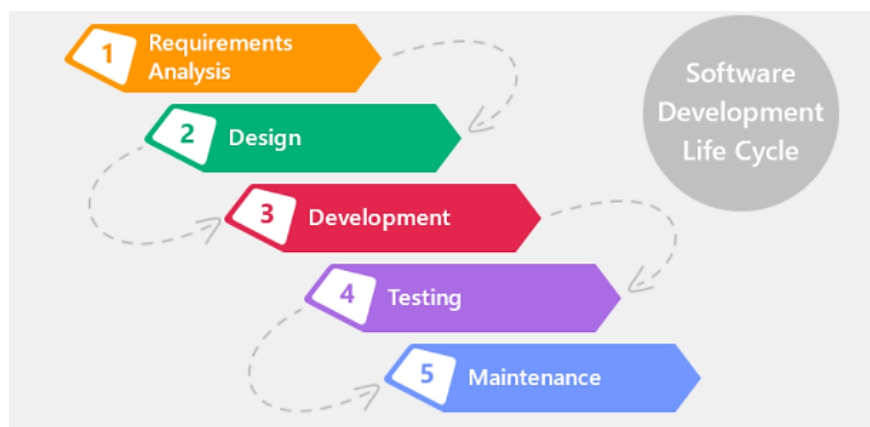 1
Requirements
Analysis
2
Design
3
Development
4
Testing
5
Maintenance
Software
Development
Life Cycle